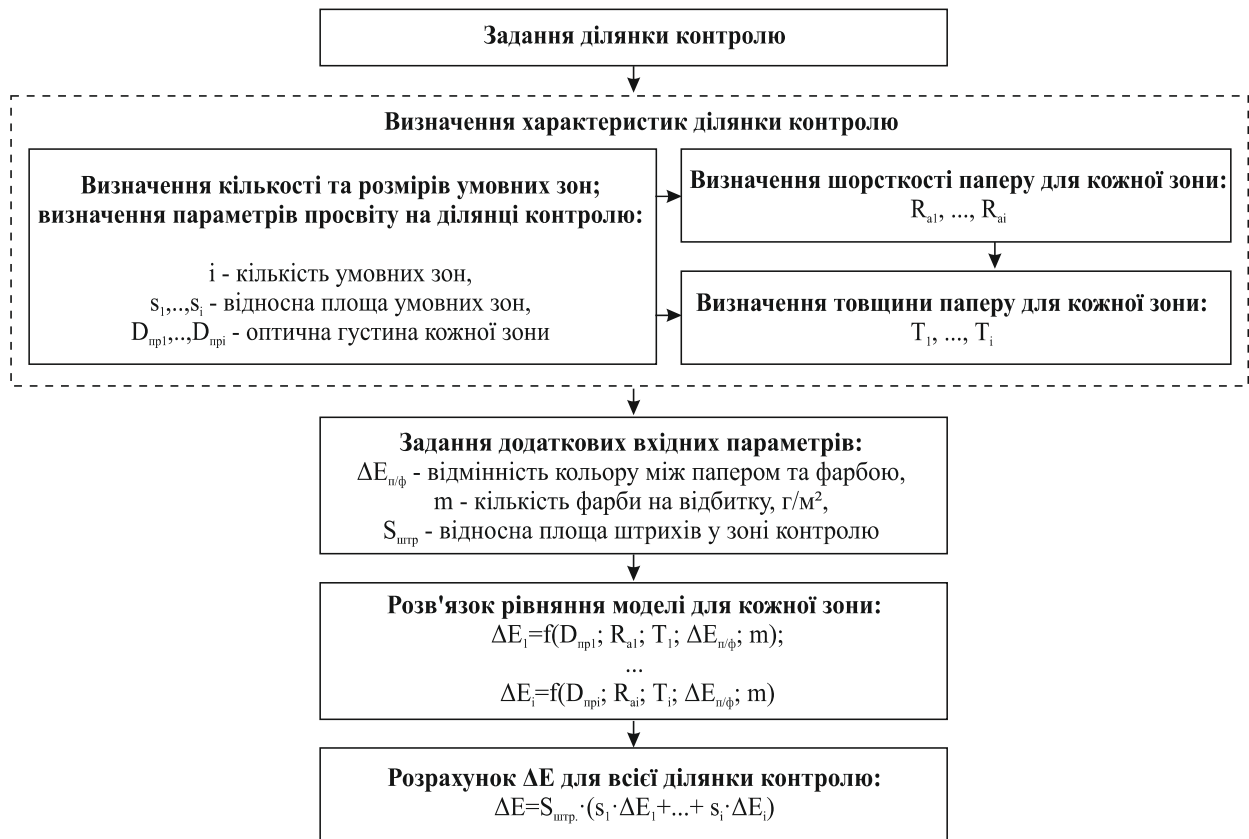 Задання ділянки контролю
Визначення характеристик ділянки контролю
Визначення кількості та розмірів умовних зон;
визначення параметрів просвіту на ділянці контролю:
i - кількість умовних зон,
s₁,..,sᵢ - відносна площа умовних зон,
Dпр1,..,Dпрi - оптична густина кожної зони
Визначення шорсткості паперу для кожної зони:
Ra1, ..., Rai
Визначення товщини паперу для кожної зони:
T₁, ..., Tᵢ
Задання додаткових вхідних параметрів:
ΔEп/ф - відмінність кольору між папером та фарбою,
m - кількість фарби на відбитку, г/м²,
Sштр - відносна площа штрихів у зоні контролю
Розв'язок рівняння моделі для кожної зони:
ΔE₁=f(Dпр1; Ra1; T₁; ΔEп/ф; m);
...
ΔEᵢ=f(Dпрi; Rai; Tᵢ; ΔEп/ф; m)
Розрахунок ΔE для всієї ділянки контролю:
ΔE=Sштр.·(s₁·ΔE₁+...+ sᵢ·ΔEᵢ)